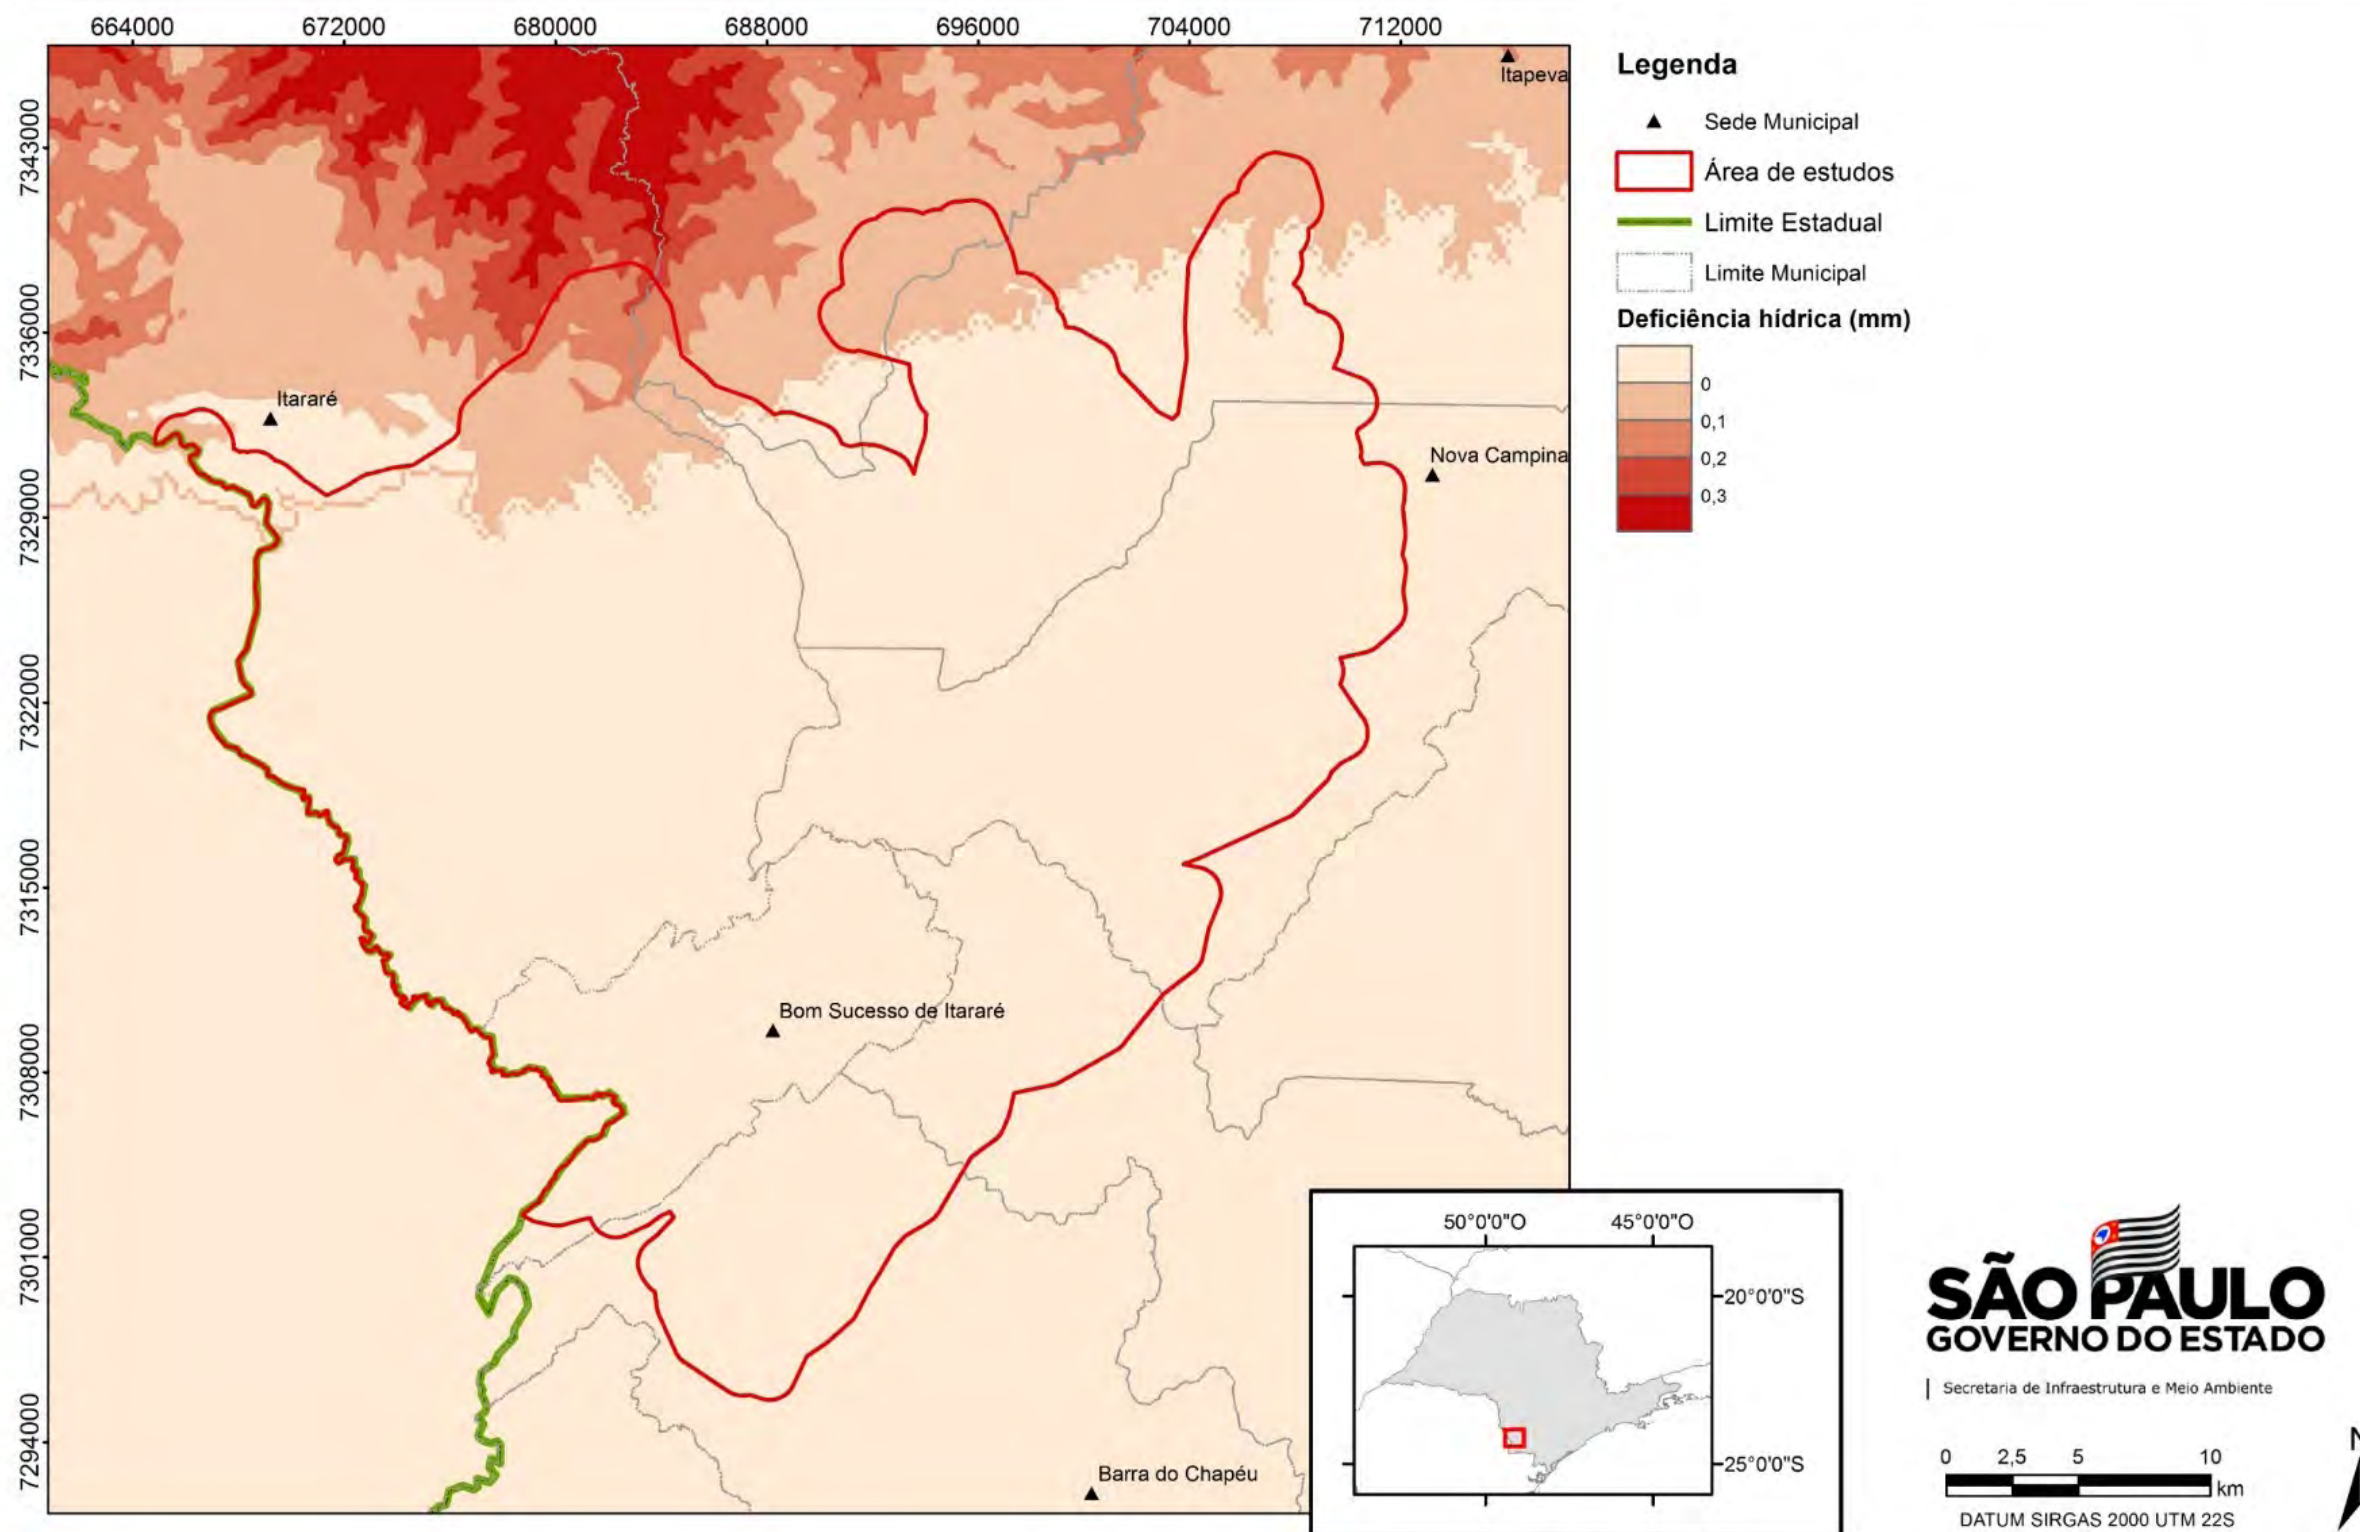 664000 672000 680000 688000 696000 704000 712000
7343000
7336000
7329000
7322000
7315000
7308000
7301000
7294000
Itapeva
Itararé
Nova Campina
Bom Sucesso de Itararé
Barra do Chapéu
Legenda
Sede Municipal
Área de estudos
Limite Estadual
Limite Municipal
Deficiência hídrica (mm)
0
0,1
0,2
0,3
50°0'0"O 45°0'0"O
20°0'0"S
25°0'0"S
SÃO PAULO
GOVERNO DO ESTADO
Secretaria de Infraestrutura e Meio Ambiente
0 2,5 5 10
km
DATUM SIRGAS 2000 UTM 22S